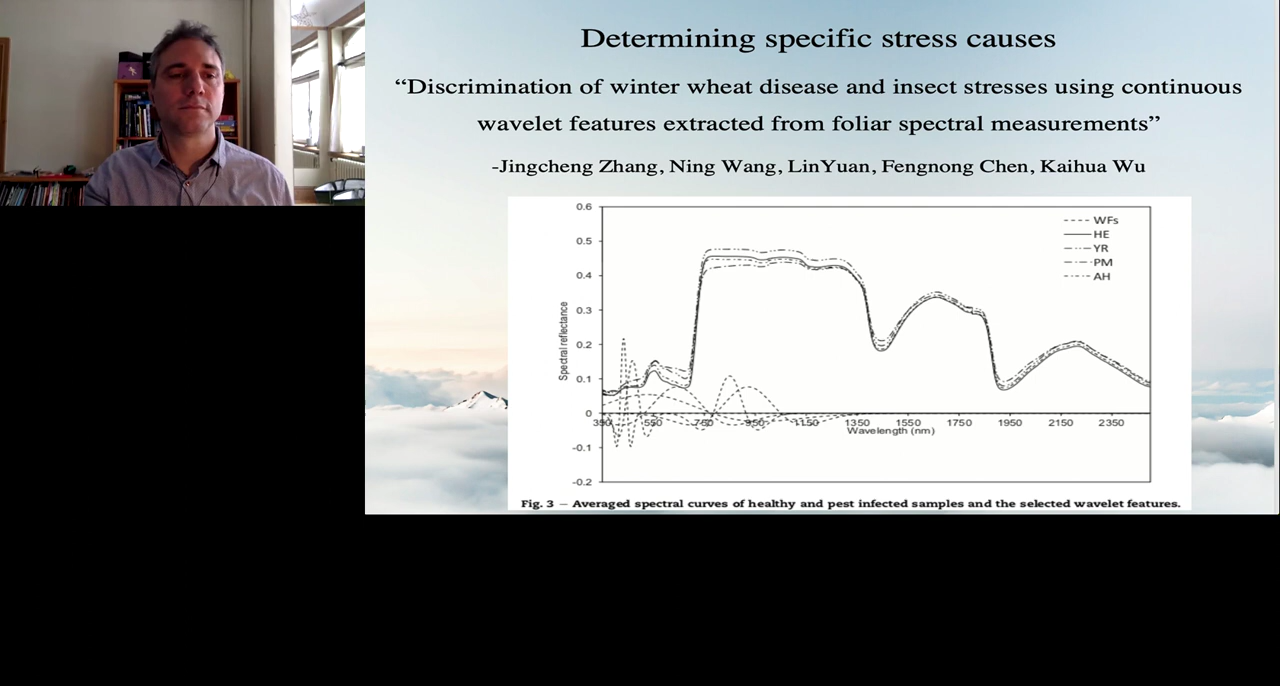 Determining specific stress causes
“Discrimination of winter wheat disease and insect stresses using continuous
wavelet features extracted from foliar spectral measurements”
-Jingcheng Zhang, Ning Wang, LinYuan, Fengnong Chen, Kaihua Wu
0.6
0.5
0.4
0.3
0.2
0.1
0
-0.1
-0.2
Spectral reflectance
WFs
HE
YR
PM
AH
350 550 750 950 1150 1350 1550 1750 1950 2150 2350
Wavelength (nm)
Fig. 3 – Averaged spectral curves of healthy and pest infected samples and the selected wavelet features.